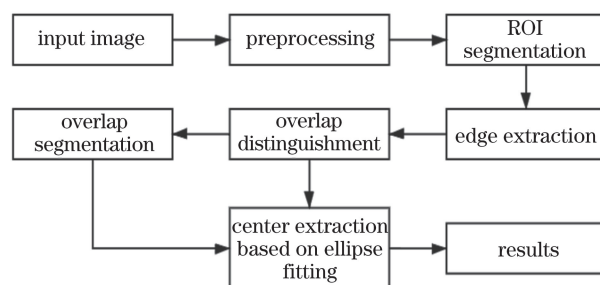 input image
preprocessing
ROI
segmentation
overlap
segmentation
overlap
distinguishment
edge extraction
center extraction
based on ellipse
fitting
results